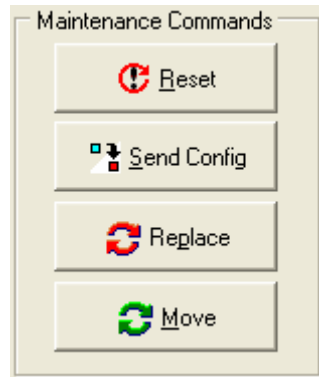 Maintenance Commands
Reset
Send Config
Replace
Move